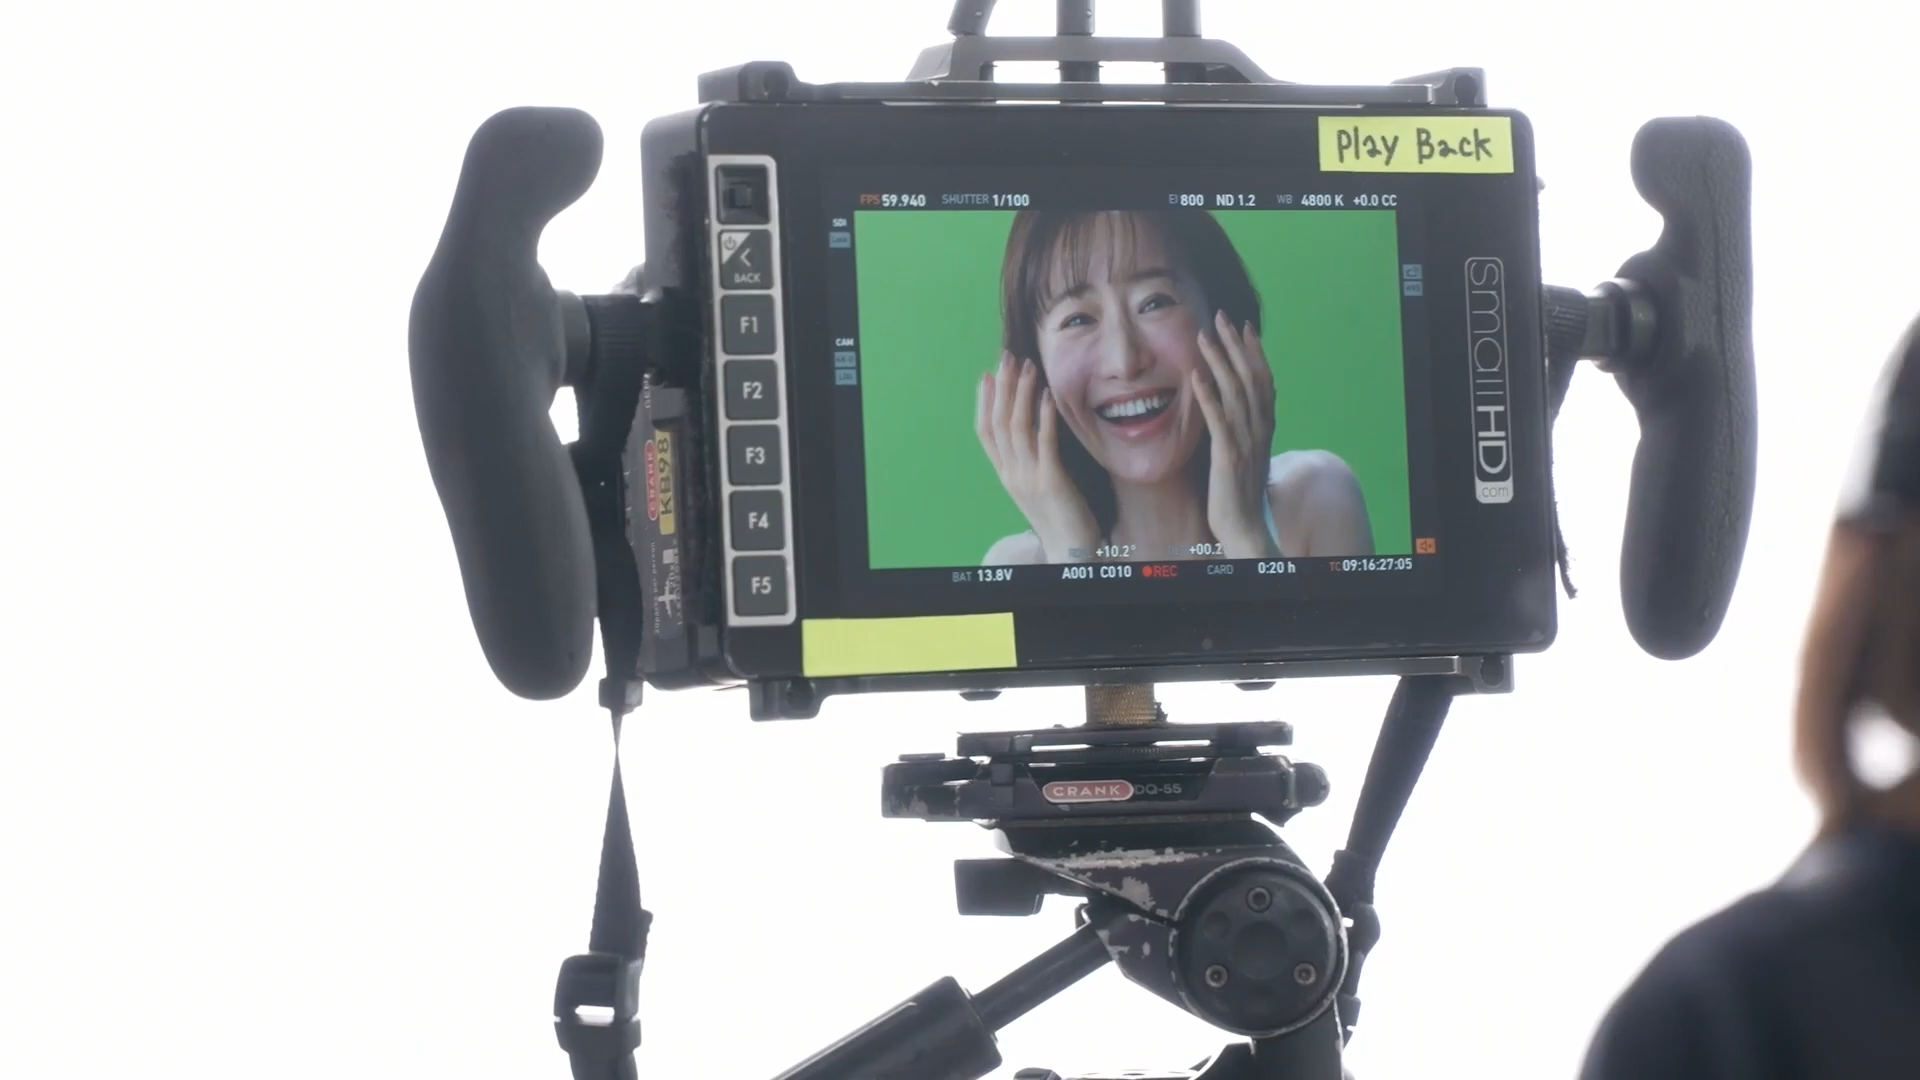 Play Back
FPS 59.940 SHUTTER 1/100 EI 800 ND 1.2 WB 4800 K +0.0 CC
SDI
BACK
F1
CAM
F2
F3
F4
F5
smallHD
.com
CRANK
KB98
+10.2° +00.2
BAT 13.8V A001 C010 REC CARD 0:20 h TC 09:16:27:05
CRANK DQ-55